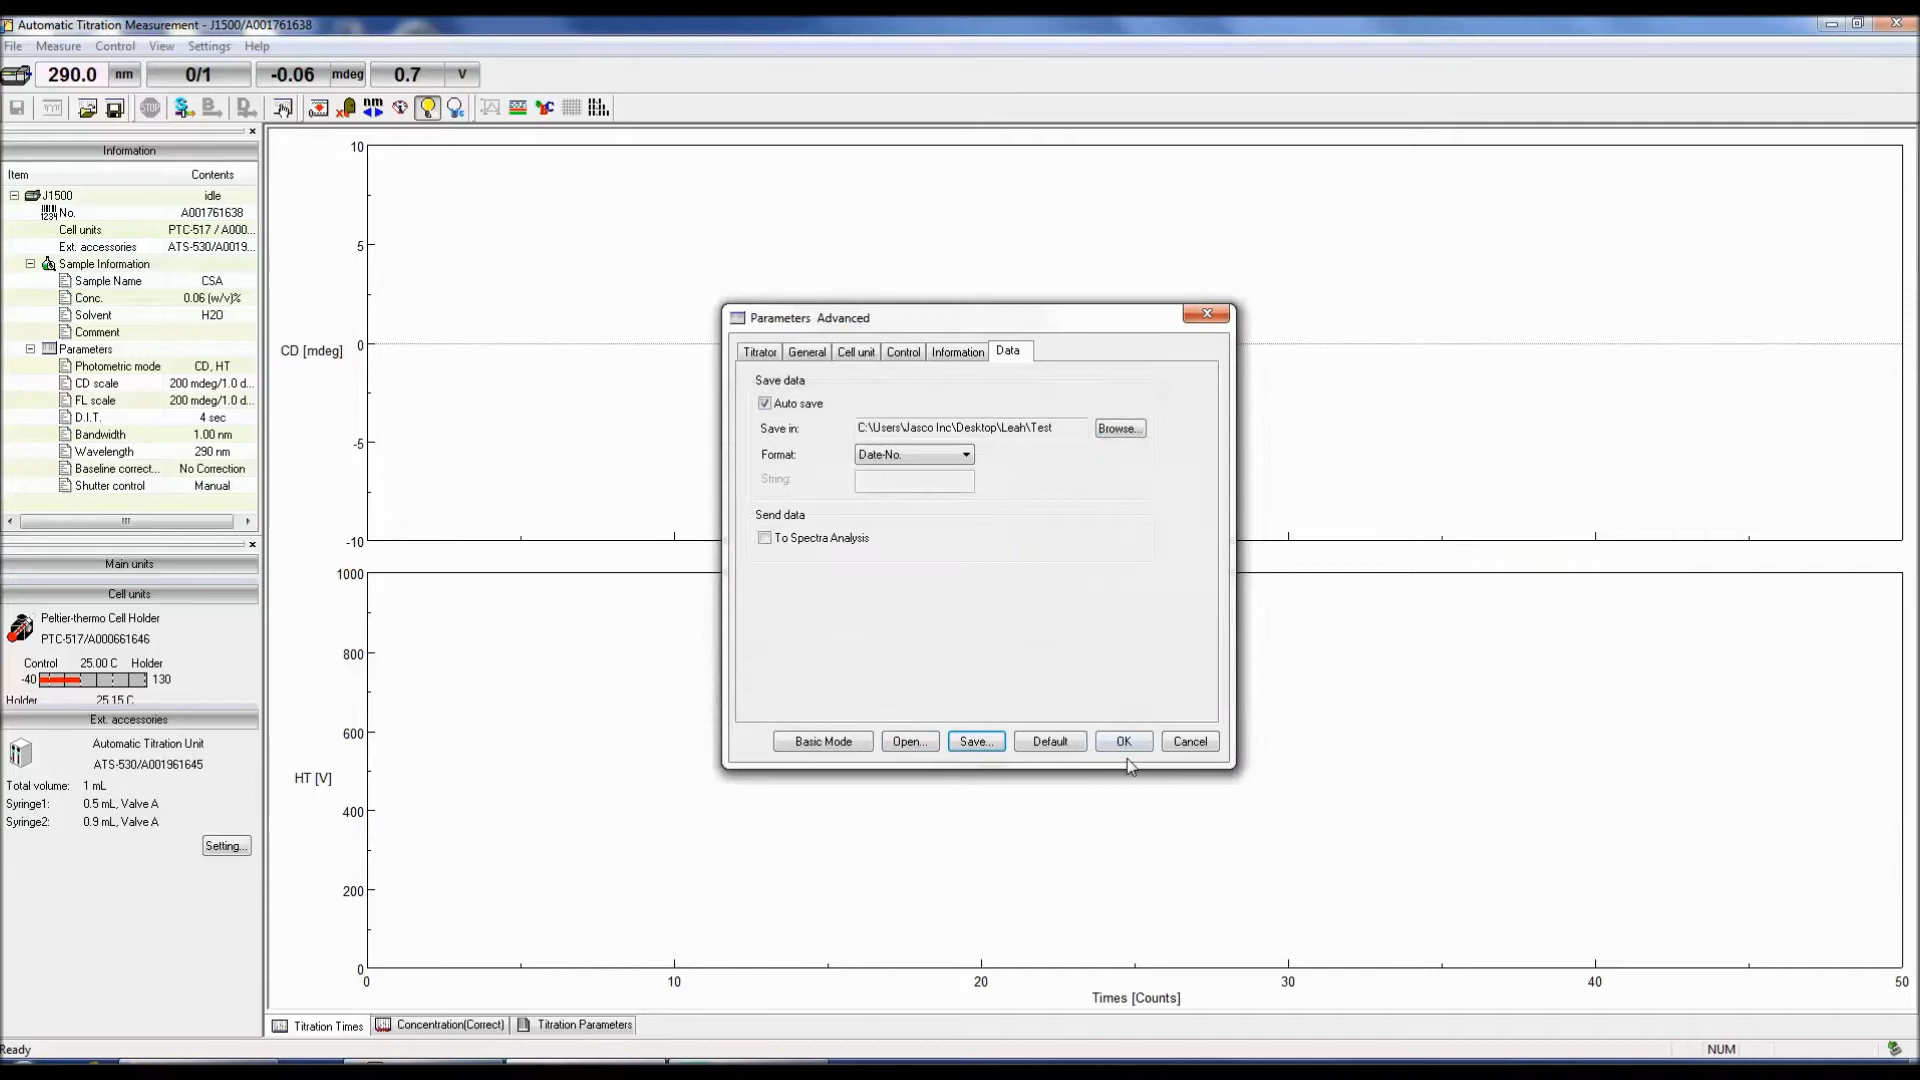 Automatic Titration Measurement - J1500/A001761638
File Measure Control View Settings Help
290.0 nm 0/1 -0.06 mdeg 0.7 V
Information
Item Contents
J1500 idle
No. A001761638
Cell units PTC-517 / A000...
Ext. accessories ATS-530/A0019...
Sample Information
Sample Name CSA
Conc. 0.06 (w/v)%
Solvent H2O
Comment
Parameters
Photometric mode CD, HT
CD scale 200 mdeg/1.0 d...
FL scale 200 mdeg/1.0 d...
D.I.T. 4 sec
Bandwidth 1.00 nm
Wavelength 290 nm
Baseline correct... No Correction
Shutter control Manual
Main units
Cell units
Peltier-thermo Cell Holder
PTC-517/A000661646
Control 25.00 C Holder
-40 130
Holder 25.15 C
Ext. accessories
Automatic Titration Unit
ATS-530/A001961645
Total volume: 1 mL
Syringe1: 0.5 mL, Valve A
Syringe2: 0.9 mL, Valve A
Setting...
10
5
CD [mdeg] 0
-5
-10
1000
800
600
HT [V]
400
200
0
0 10 20 30 40 50
Times [Counts]
Parameters Advanced
Titrator General Cell unit Control Information Data
Save data
Auto save
Save in: C:\Users\Jasco Inc\Desktop\Leah\Test Browse...
Format: Date-No.
String:
Send data
To Spectra Analysis
Basic Mode Open... Save... Default OK Cancel
Titration Times Concentration(Correct) Titration Parameters
Ready NUM